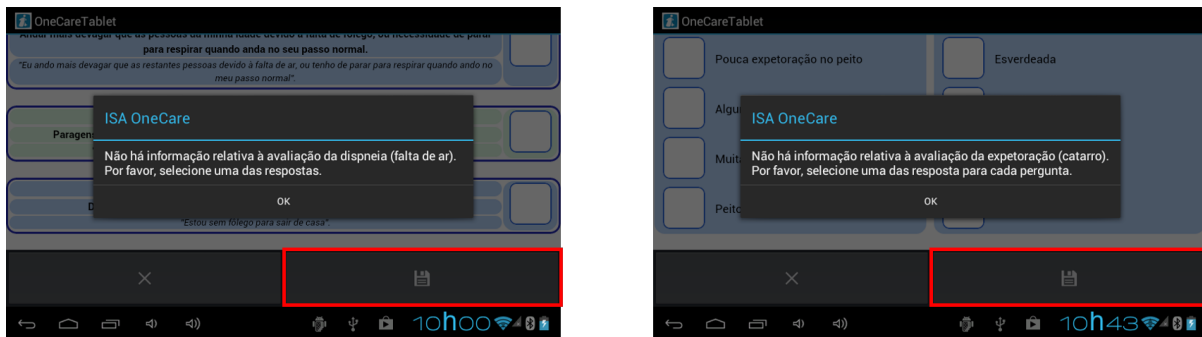 OneCareTablet
Andar mais devagar que as pessoas da minha idade devido à falta de fôlego, ou necessidade de parar
para respirar quando anda no seu passo normal.
"Eu ando mais devagar que as restantes pessoas devido à falta de ar, ou tenho de parar para respirar quando ando no
meu passo normal".
ISA OneCare
Paragen
Não há informação relativa à avaliação da dispneia (falta de ar).
Por favor, selecione uma das respostas.
OK
D
"Estou sem fôlego para sair de casa".
10h00
OneCareTablet
Pouca expetoração no peito
Esverdeada
Algu
ISA OneCare
Muit
Não há informação relativa à avaliação da expetoração (catarro).
Por favor, selecione uma das resposta para cada pergunta.
Peito
OK
10h43